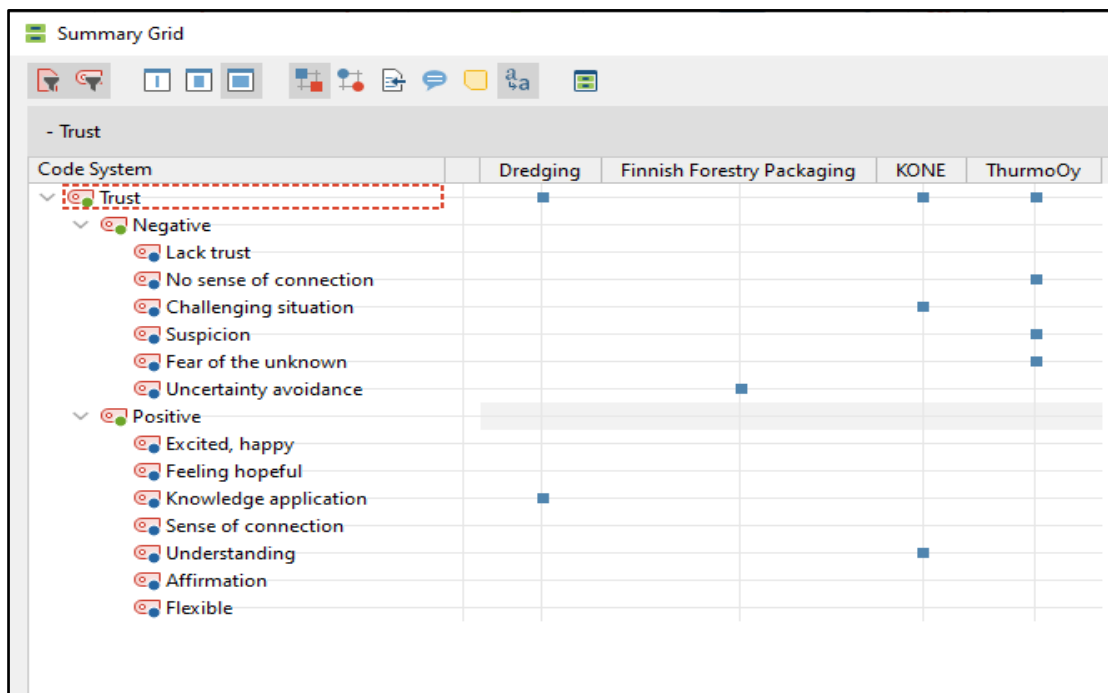 Summary Grid
a a
- Trust
Code System Dredging Finnish Forestry Packaging KONE ThurmoOy
Trust
Negative
Lack trust
No sense of connection
Challenging situation
Suspicion
Fear of the unknown
Uncertainty avoidance
Positive
Excited, happy
Feeling hopeful
Knowledge application
Sense of connection
Understanding
Affirmation
Flexible